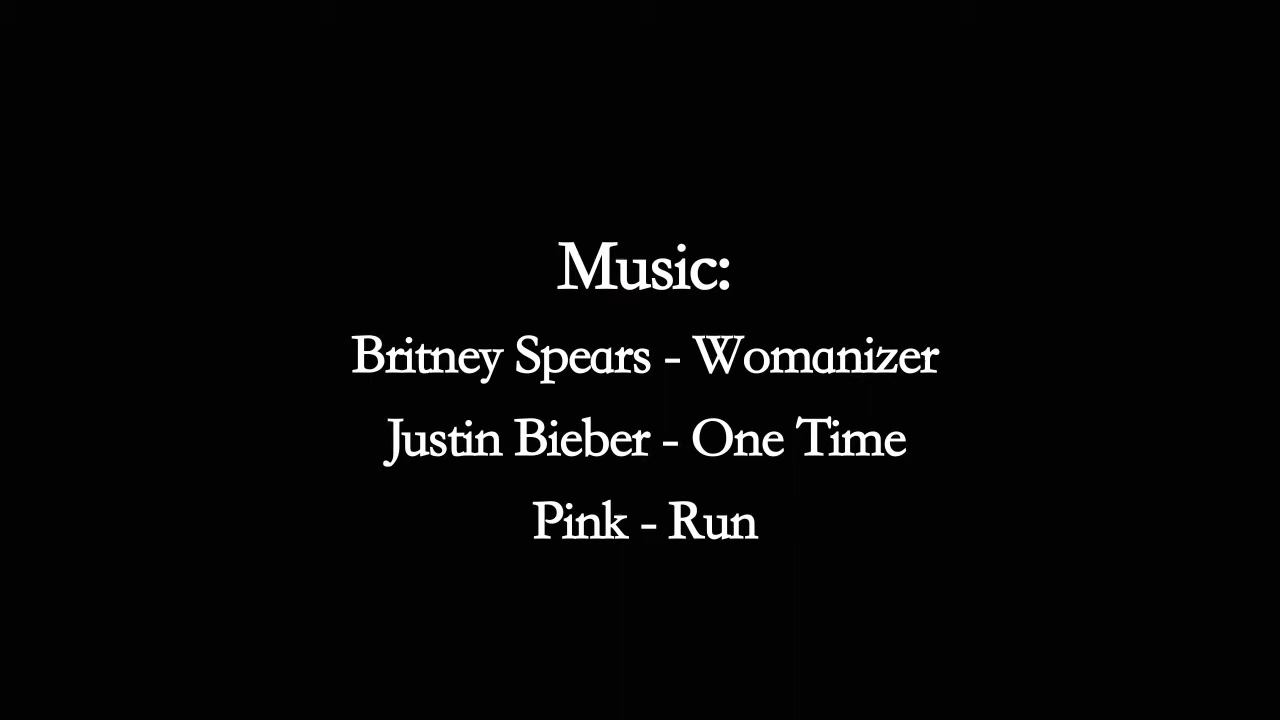 Music:
Britney Spears - Womanizer
Justin Bieber - One Time
Pink - Run